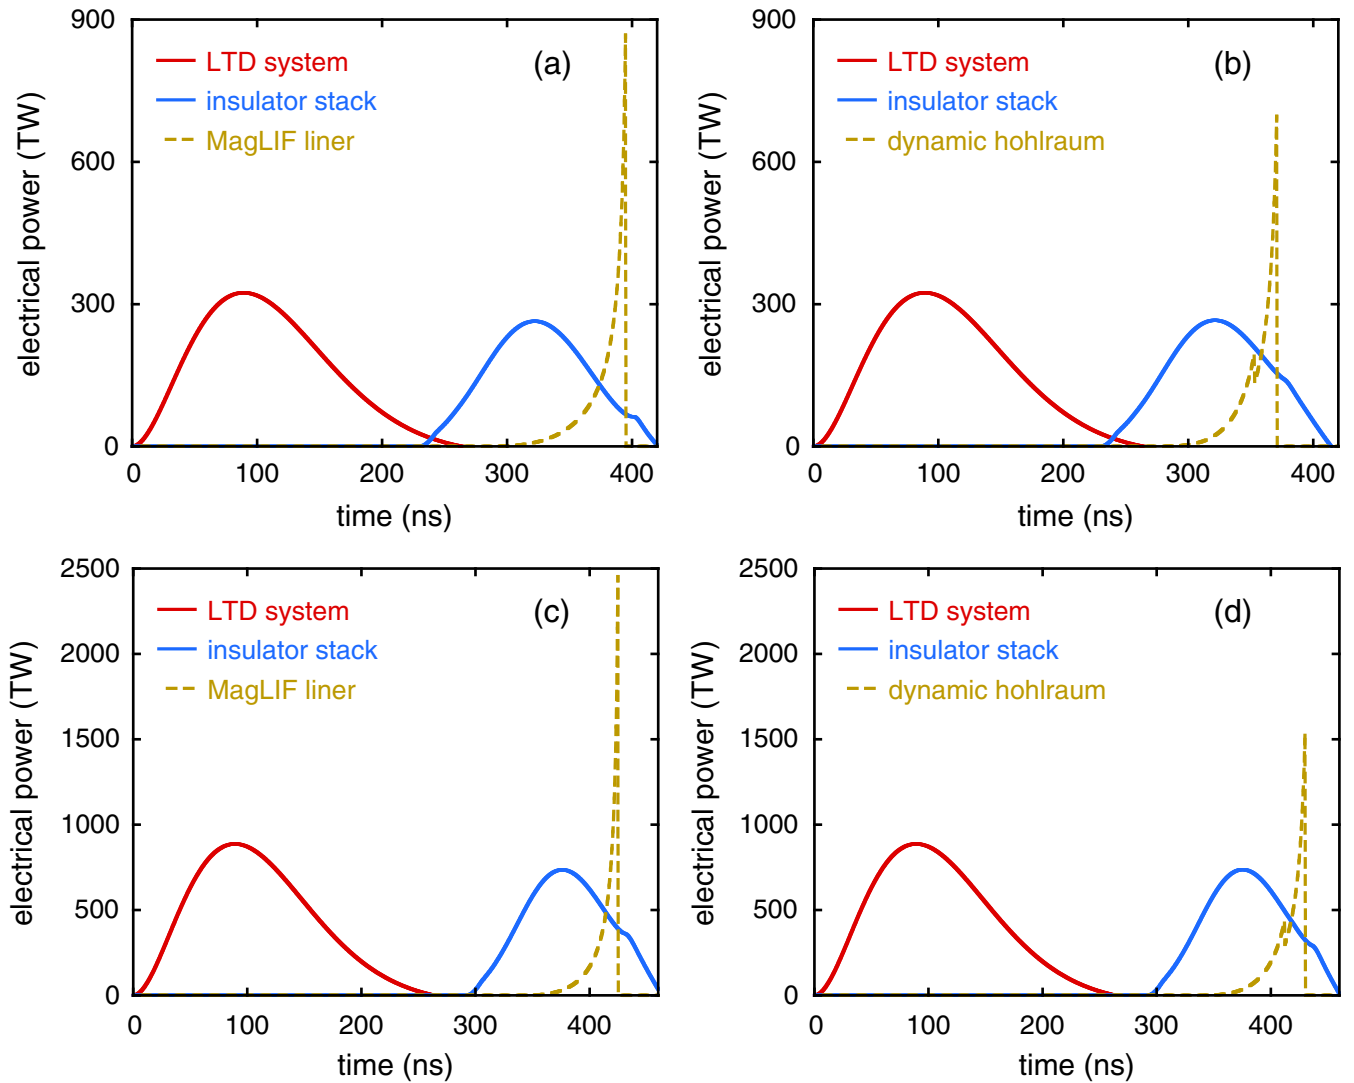 900
600
300
0
electrical power (TW)
LTD system
insulator stack
MagLIF liner
(a)
0 100 200 300 400
time (ns)
900
600
300
0
electrical power (TW)
LTD system
insulator stack
dynamic hohlraum
(b)
0 100 200 300 400
time (ns)
2500
2000
1500
1000
500
0
electrical power (TW)
LTD system
insulator stack
MagLIF liner
(c)
0 100 200 300 400
time (ns)
2500
2000
1500
1000
500
0
electrical power (TW)
LTD system
insulator stack
dynamic hohlraum
(d)
0 100 200 300 400
time (ns)